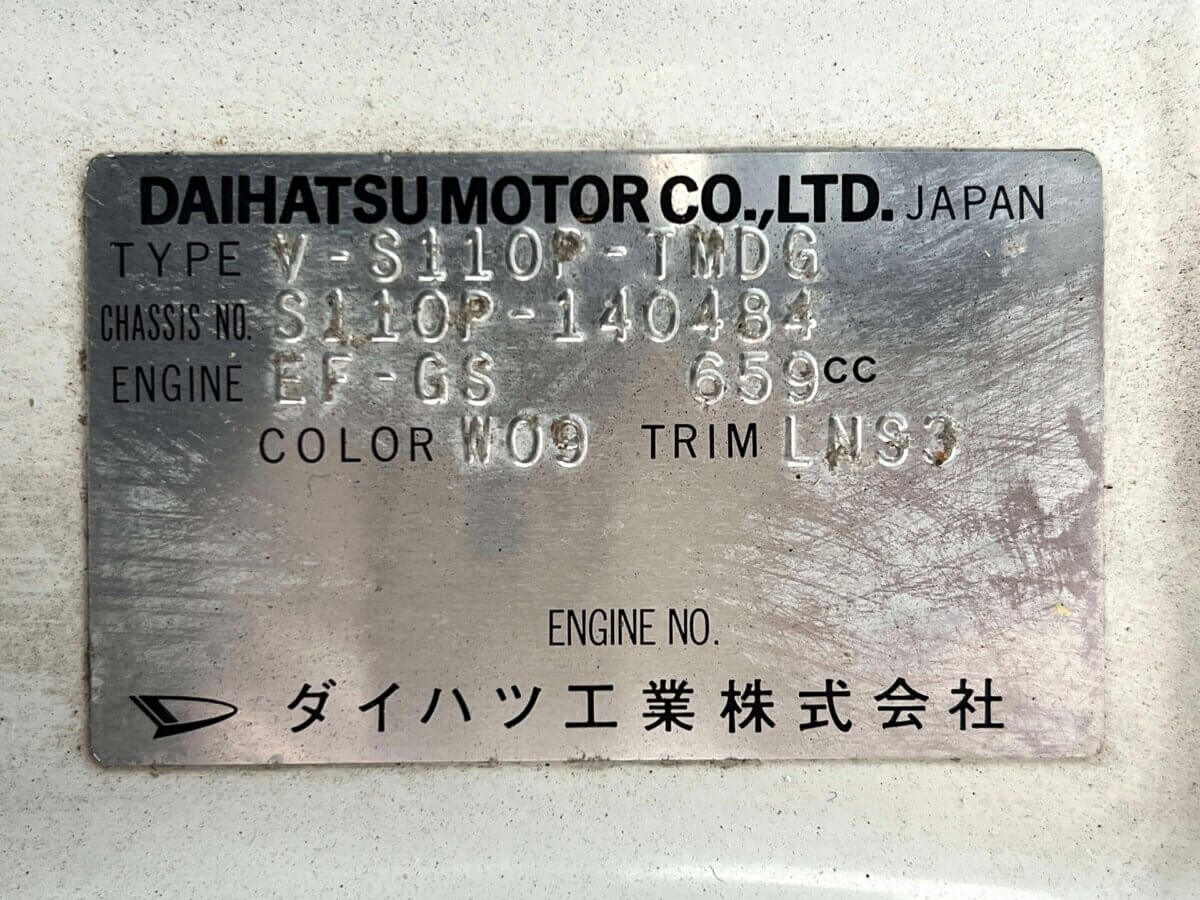 DAIHATSU MOTOR CO.,LTD. JAPAN
TYPE V-S110P-TMDG
CHASSIS NO. S110P-140484
ENGINE EF-GS 659CC
COLOR W09 TRIM LNS3
ENGINE NO.
ダイハツ工業株式会社